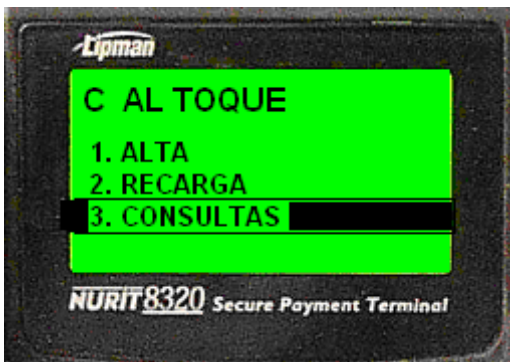 Lipman
C AL TOQUE
1. ALTA
2. RECARGA
3. CONSULTAS
NURIT 8320 Secure Payment Terminal